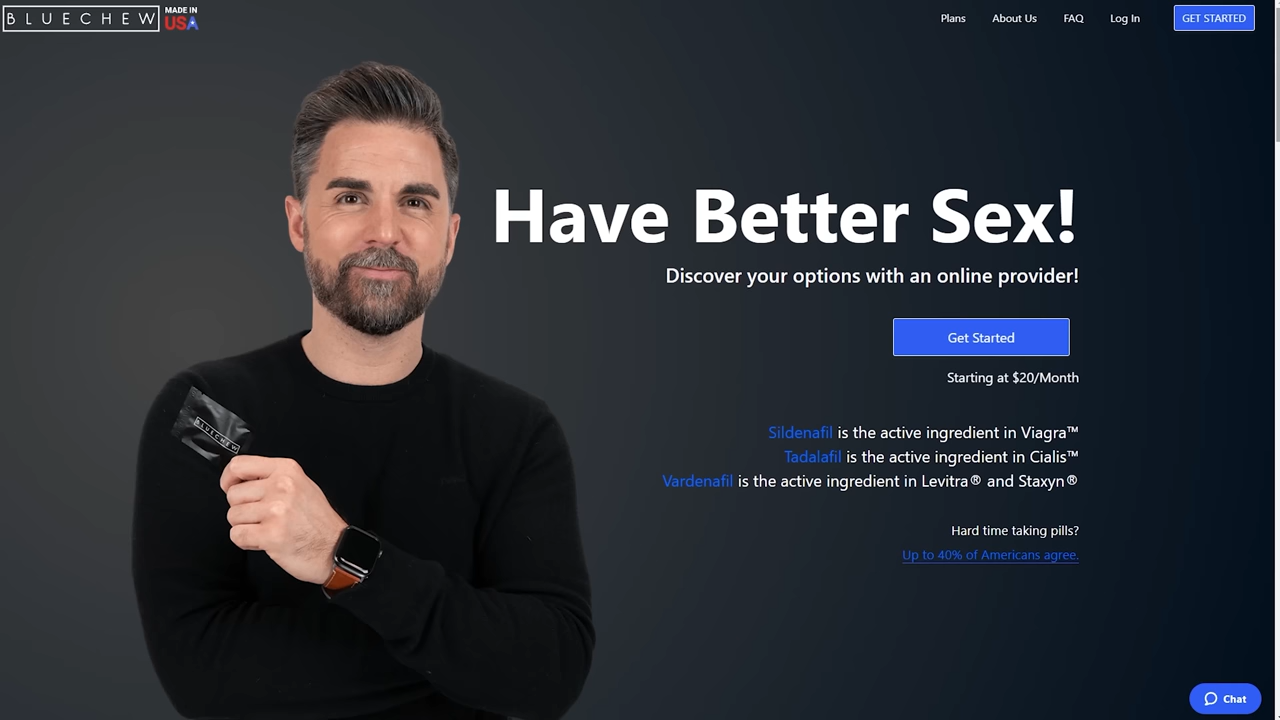 BLUECHEW
MADE IN
USA
Plans
About Us
FAQ
Log In
GET STARTED
Have Better Sex!
Discover your options with an online provider!
Get Started
Starting at $20/Month
BLUECHEW
Sildenafil is the active ingredient in Viagra™
Tadalafil is the active ingredient in Cialis™
Vardenafil is the active ingredient in Levitra® and Staxyn®
Hard time taking pills?
Up to 40% of Americans agree.
Chat